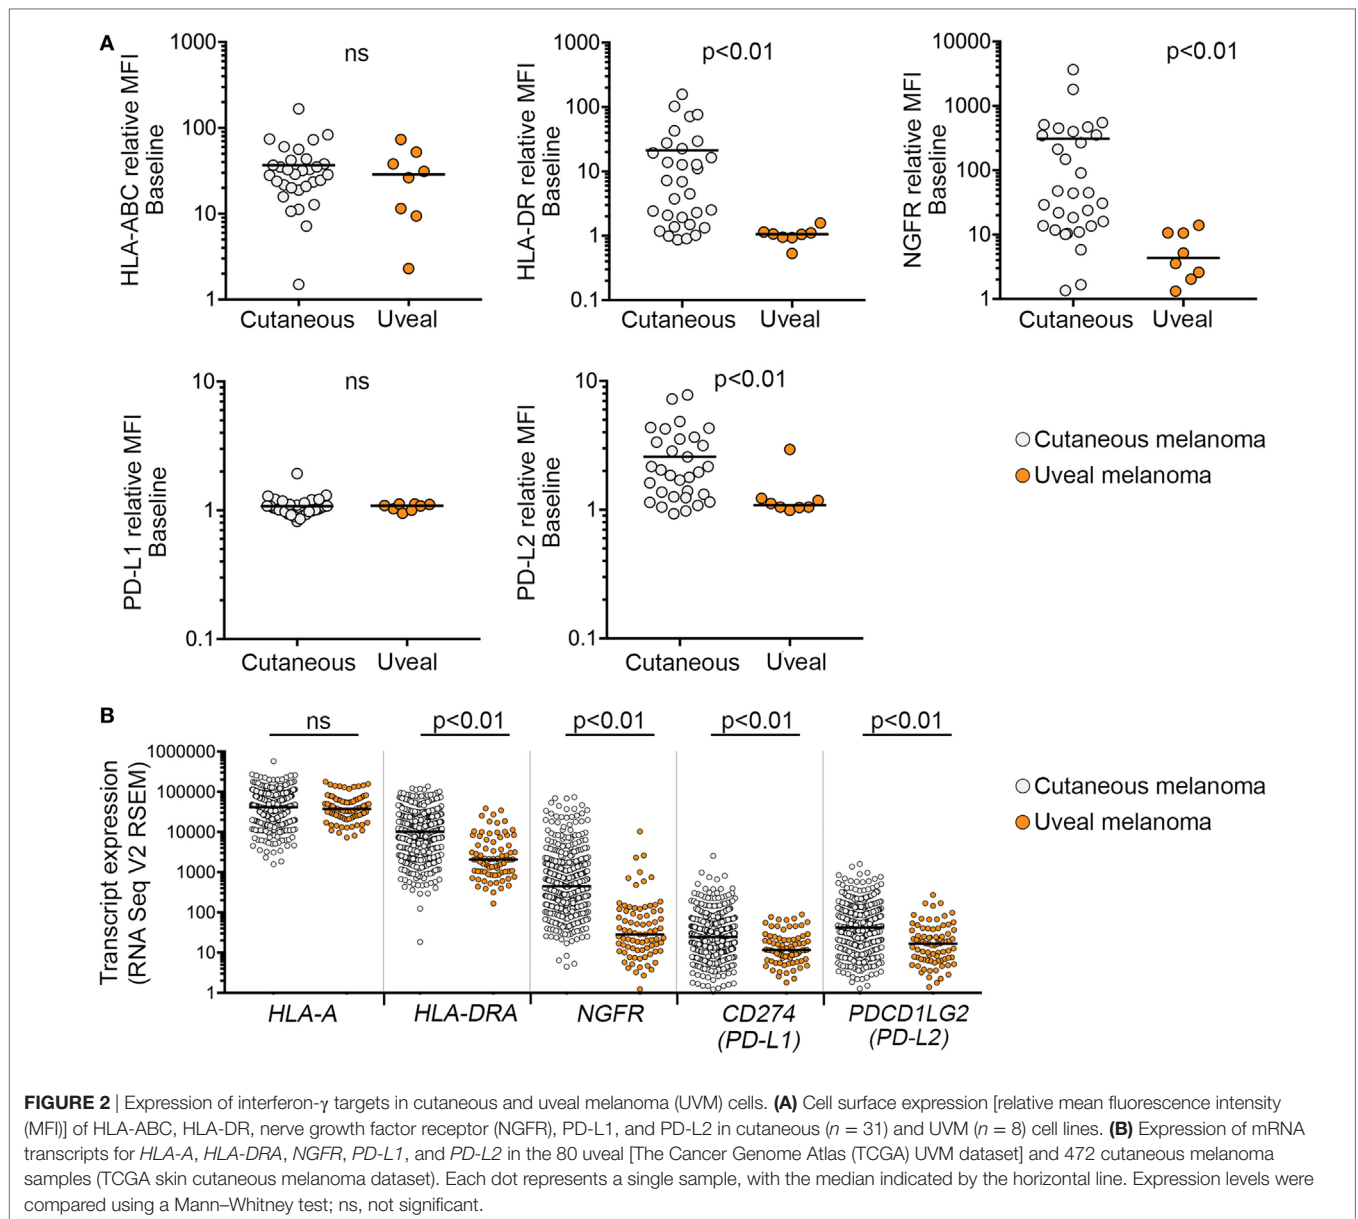 A
1000
100
10
1
HLA-ABC relative MFI
Baseline
ns
Cutaneous
Uveal
1000
100
10
1
0.1
HLA-DR relative MFI
Baseline
p<0.01
Cutaneous
Uveal
10000
1000
100
10
1
NGFR relative MFI
Baseline
p<0.01
Cutaneous
Uveal
10
1
0.1
PD-L1 relative MFI
Baseline
ns
Cutaneous
Uveal
10
1
0.1
PD-L2 relative MFI
Baseline
p<0.01
Cutaneous
Uveal
Cutaneous melanoma
Uveal melanoma
B
ns
p<0.01
p<0.01
p<0.01
p<0.01
1000000
100000
10000
1000
100
10
1
Transcript expression
(RNA Seq V2 RSEM)
HLA-A
HLA-DRA
NGFR
CD274
(PD-L1)
PDCD1LG2
(PD-L2)
Cutaneous melanoma
Uveal melanoma
FIGURE 2 | Expression of interferon-γ targets in cutaneous and uveal melanoma (UVM) cells. (A) Cell surface expression [relative mean fluorescence intensity
(MFI)] of HLA-ABC, HLA-DR, nerve growth factor receptor (NGFR), PD-L1, and PD-L2 in cutaneous (n = 31) and UVM (n = 8) cell lines. (B) Expression of mRNA
transcripts for HLA-A, HLA-DRA, NGFR, PD-L1, and PD-L2 in the 80 uveal [The Cancer Genome Atlas (TCGA) UVM dataset] and 472 cutaneous melanoma
samples (TCGA skin cutaneous melanoma dataset). Each dot represents a single sample, with the median indicated by the horizontal line. Expression levels were
compared using a Mann–Whitney test; ns, not significant.